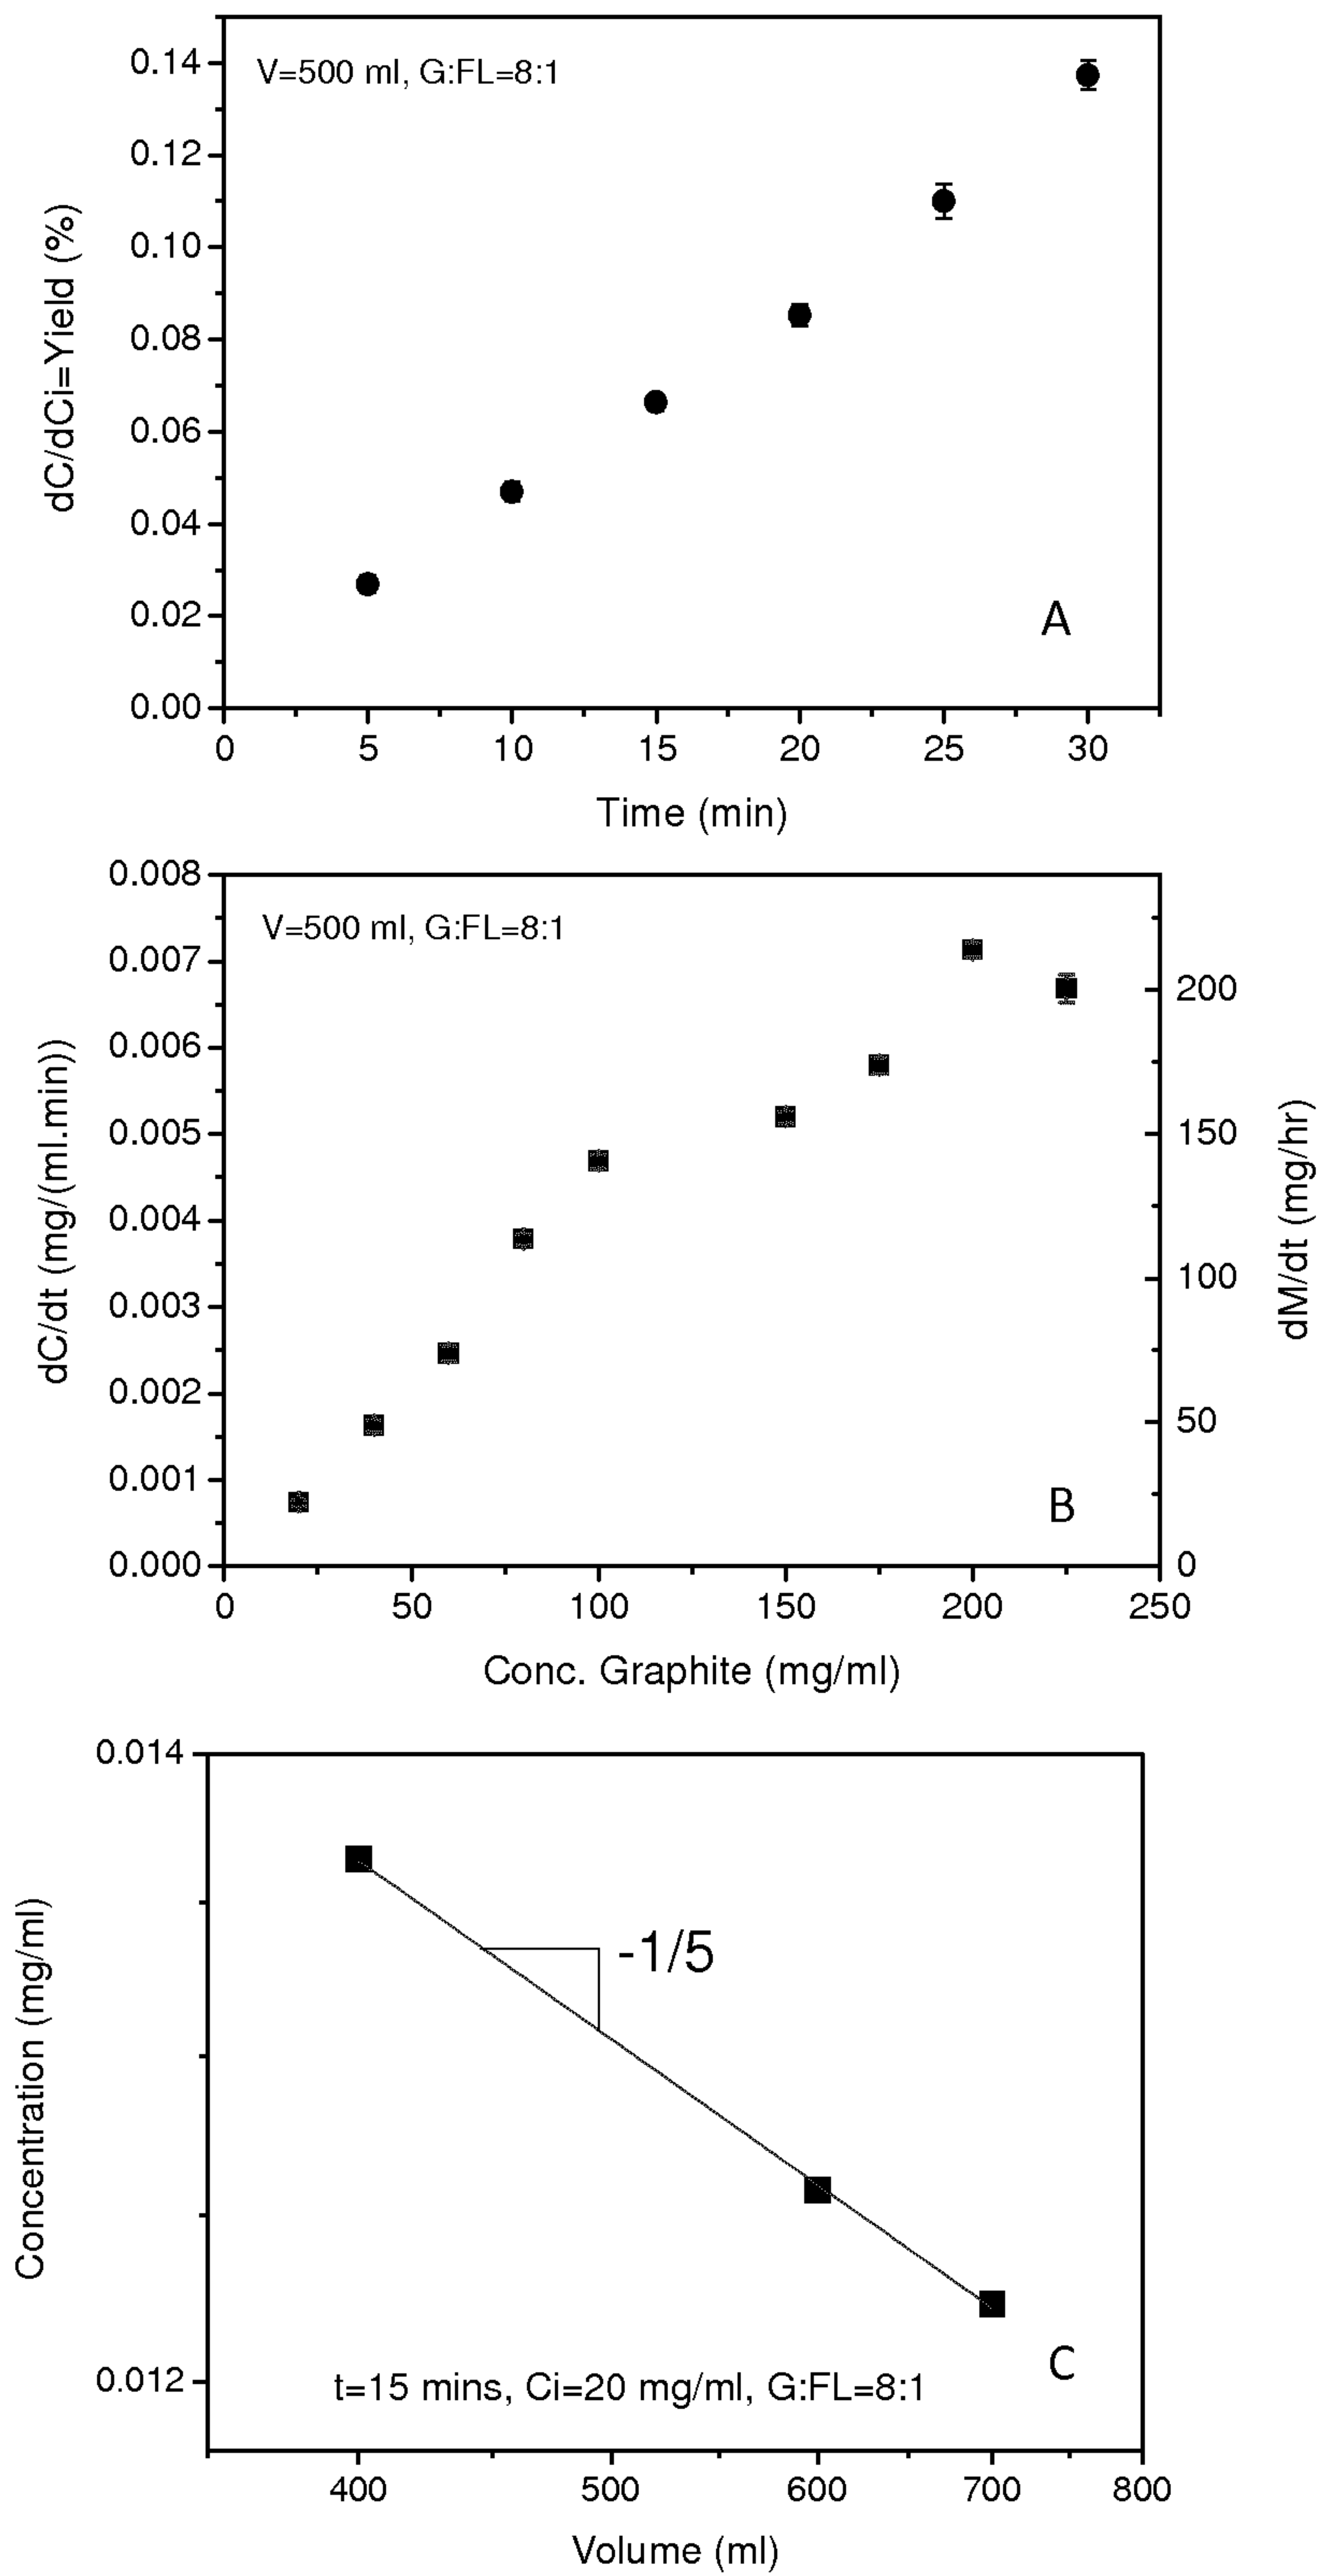 V=500 ml, G:FL=8:1
0.14
0.12
0.10
0.08
0.06
0.04
0.02
0.00
dC/dCi=Yield (%)
A
0 5 10 15 20 25 30
Time (min)
V=500 ml, G:FL=8:1
0.008
0.007
0.006
0.005
0.004
0.003
0.002
0.001
0.000
dC/dt (mg/(ml.min))
200
150
100
50
0
dM/dt (mg/hr)
B
0 50 100 150 200 250
Conc. Graphite (mg/ml)
0.014
0.012
Concentration (mg/ml)
-1/5
C
t=15 mins, Ci=20 mg/ml, G:FL=8:1
400 500 600 700 800
Volume (ml)